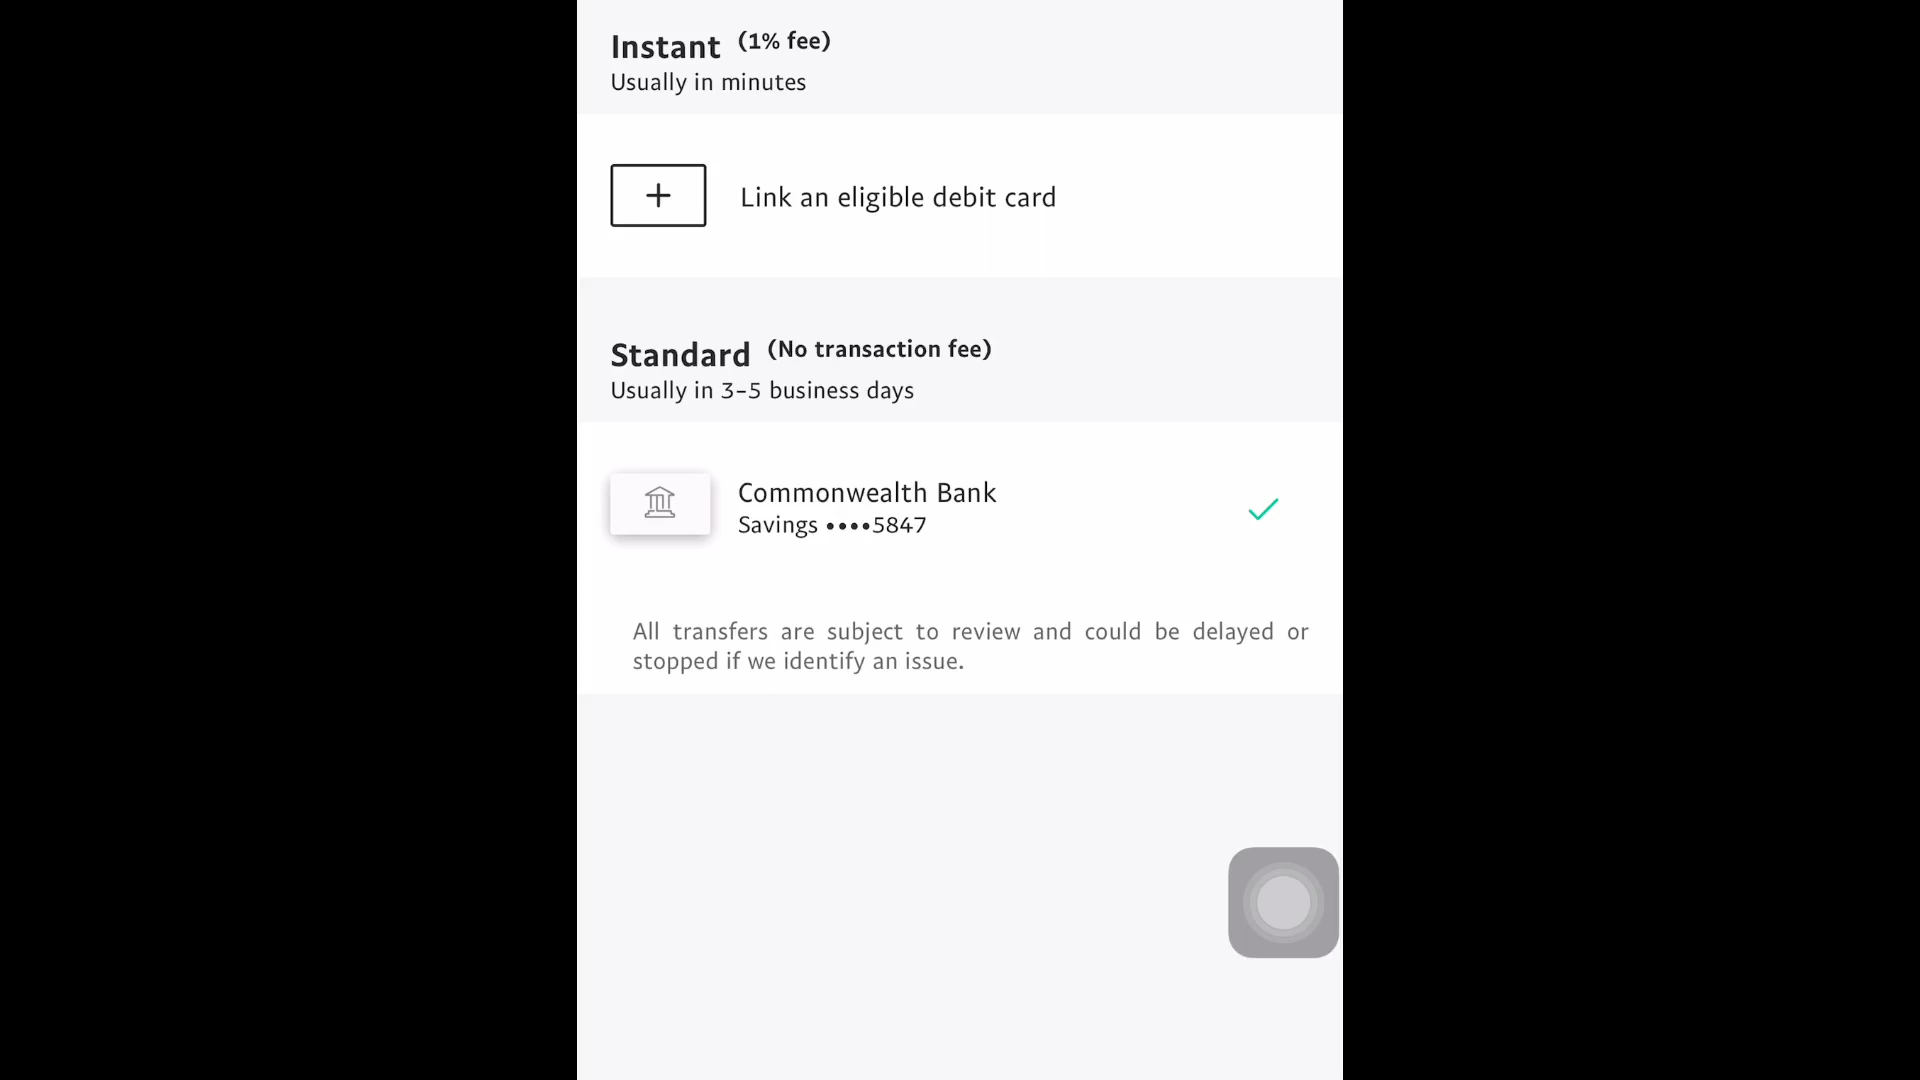 Instant (1% fee)
Usually in minutes
Link an eligible debit card
Standard (No transaction fee)
Usually in 3-5 business days
Commonwealth Bank
Savings ••••5847
All transfers are subject to review and could be delayed or
stopped if we identify an issue.